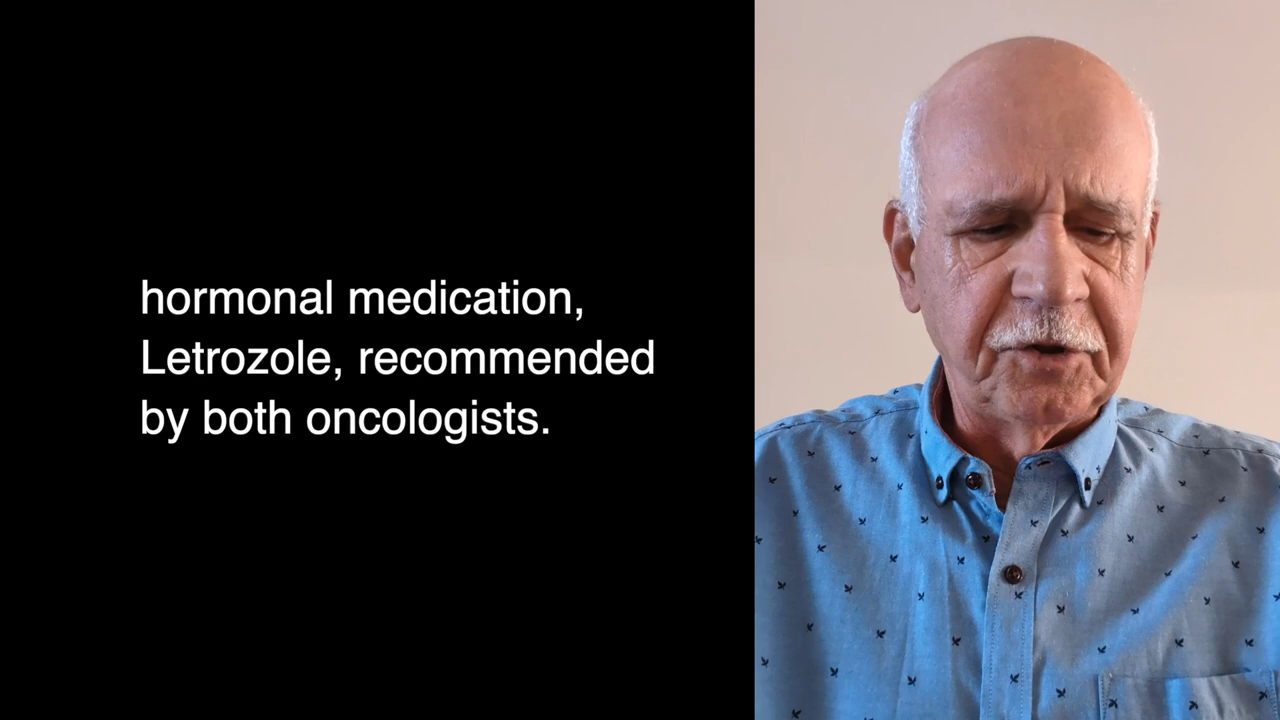 hormonal medication,
Letrozole, recommended
by both oncologists.